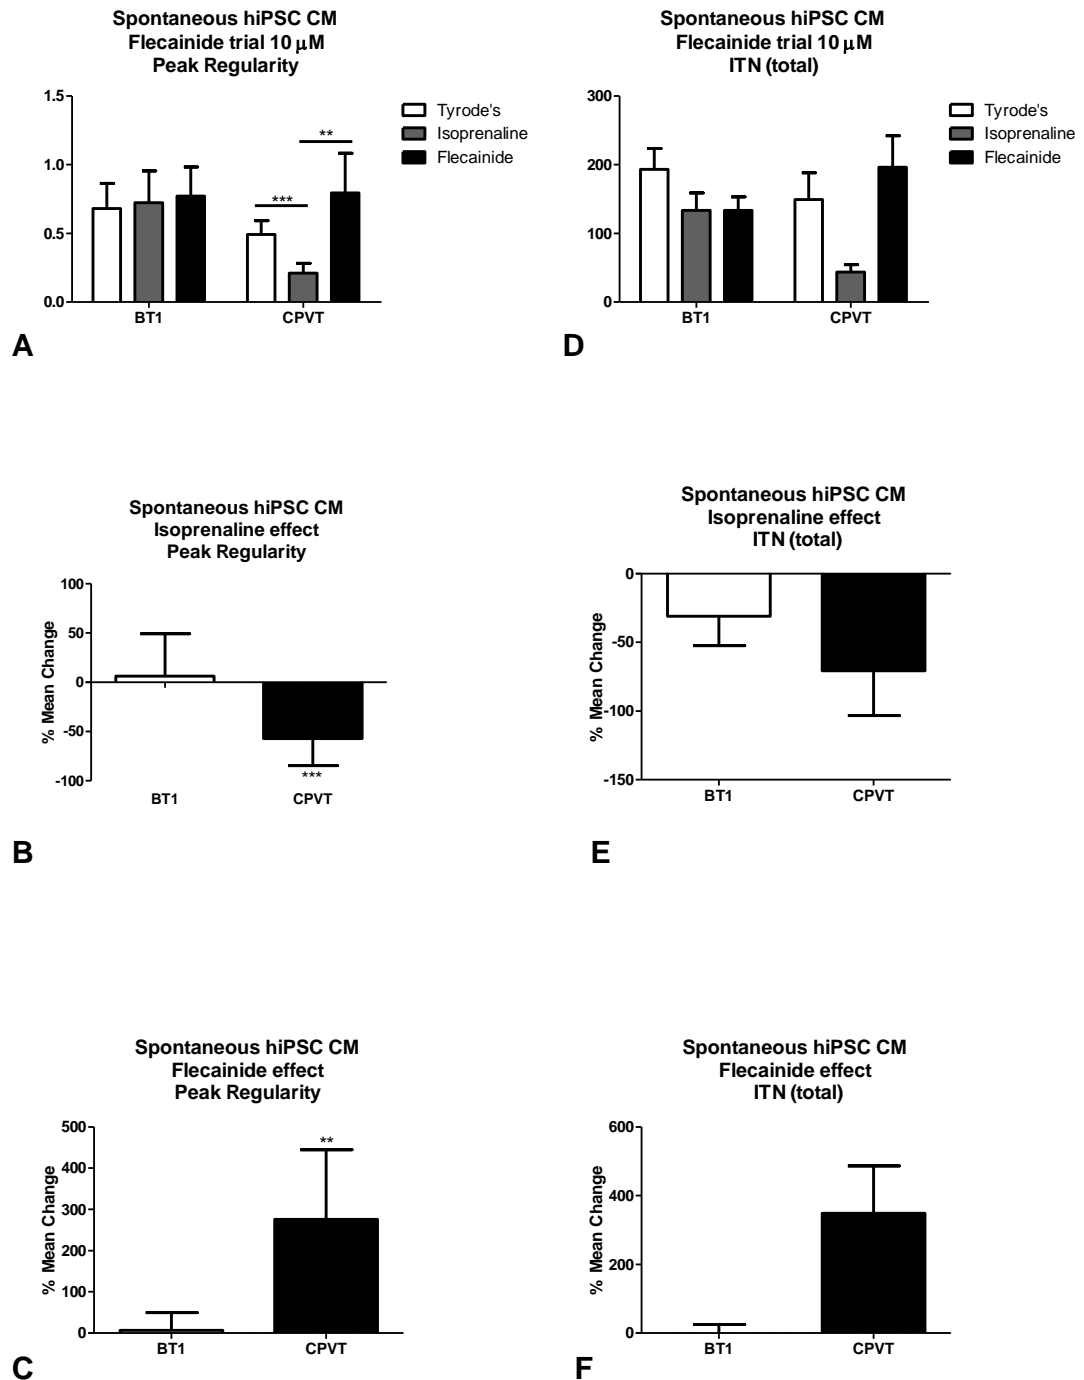 Spontaneous hiPSC CM
Flecainide trial 10 μM
Peak Regularity
1.5
1.0
0.5
0.0
**
***
BT1
CPVT
Tyrode's
Isoprenaline
Flecainide
A
Spontaneous hiPSC CM
Flecainide trial 10 μM
ITN (total)
300
200
100
0
BT1
CPVT
Tyrode's
Isoprenaline
Flecainide
D
Spontaneous hiPSC CM
Isoprenaline effect
Peak Regularity
% Mean Change
100
50
0
-50
-100
***
BT1
CPVT
B
Spontaneous hiPSC CM
Isoprenaline effect
ITN (total)
% Mean Change
0
-50
-100
-150
BT1
CPVT
E
Spontaneous hiPSC CM
Flecainide effect
Peak Regularity
% Mean Change
500
400
300
200
100
0
**
BT1
CPVT
C
Spontaneous hiPSC CM
Flecainide effect
ITN (total)
% Mean Change
600
400
200
0
BT1
CPVT
F